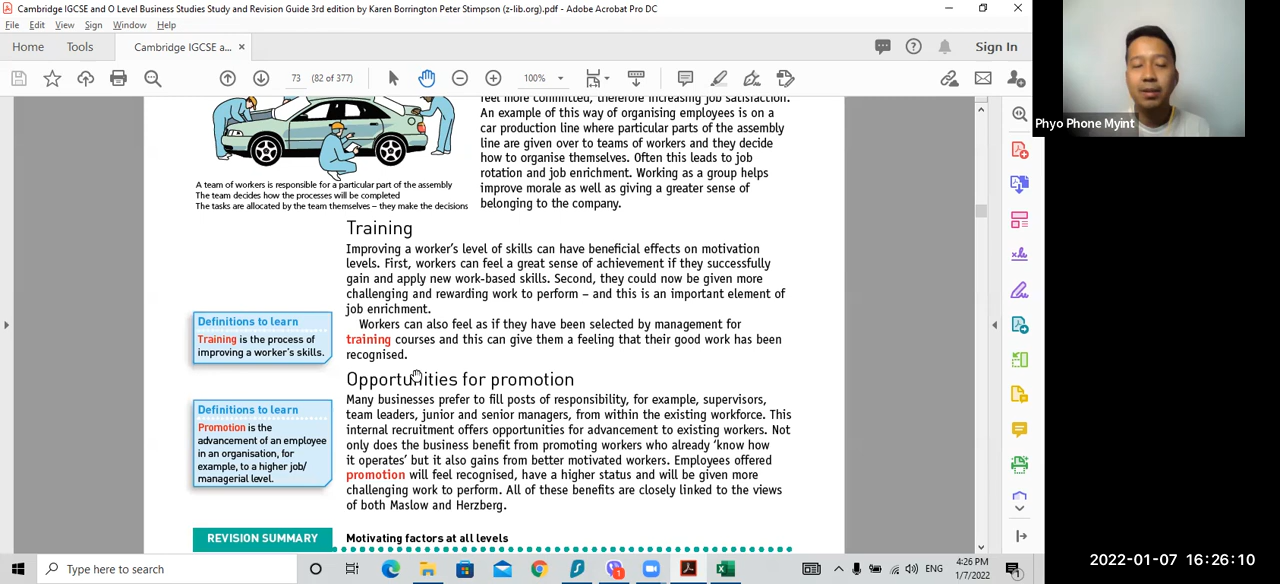 Cambridge IGCSE and O Level Business Studies Study and Revision Guide 3rd edition by Karen Borrington Peter Stimpson (z-lib.org).pdf - Adobe Acrobat Pro DC
File Edit View Sign Window Help
Home Tools Cambridge IGCSE a... × Sign In
73 (82 of 377) 100%
feel more committed, therefore increasing job satisfaction.
An example of this way of organising employees is on a
car production line where particular parts of the assembly
line are given over to teams of workers and they decide
how to organise themselves. Often this leads to job
rotation and job enrichment. Working as a group helps
improve morale as well as giving a greater sense of
belonging to the company.
A team of workers is responsible for a particular part of the assembly
The team decides how the processes will be completed
The tasks are allocated by the team themselves – they make the decisions
Training
Improving a worker's level of skills can have beneficial effects on motivation
levels. First, workers can feel a great sense of achievement if they successfully
gain and apply new work-based skills. Second, they could now be given more
challenging and rewarding work to perform – and this is an important element of
job enrichment.
Workers can also feel as if they have been selected by management for
training courses and this can give them a feeling that their good work has been
recognised.
Definitions to learn
Training is the process of
improving a worker's skills.
Opportunities for promotion
Many businesses prefer to fill posts of responsibility, for example, supervisors,
team leaders, junior and senior managers, from within the existing workforce. This
internal recruitment offers opportunities for advancement to existing workers. Not
only does the business benefit from promoting workers who already 'know how
it operates' but it also gains from better motivated workers. Employees offered
promotion will feel recognised, have a higher status and will be given more
challenging work to perform. All of these benefits are closely linked to the views
of both Maslow and Herzberg.
Definitions to learn
Promotion is the
advancement of an employee
in an organisation, for
example, to a higher job/
managerial level.
REVISION SUMMARY Motivating factors at all levels
Phyo Phone Myint
Type here to search
ENG
4:26 PM
1/7/2022
2022-01-07 16:26:10